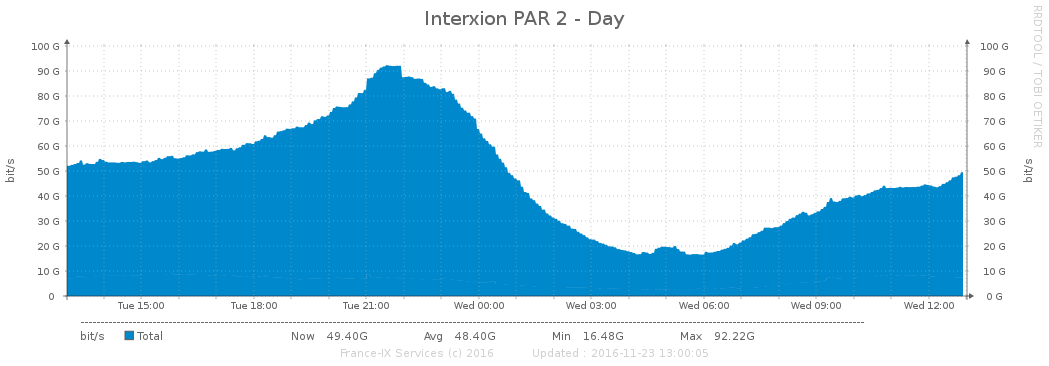 Interxion PAR 2 - Day
RRDTOOL / TOBI OETIKER
bit/s
100 G
90 G
80 G
70 G
60 G
50 G
40 G
30 G
20 G
10 G
0
100 G
90 G
80 G
70 G
60 G
50 G
40 G
30 G
20 G
10 G
0 G
bit/s
Tue 15:00 Tue 18:00 Tue 21:00 Wed 00:00 Wed 03:00 Wed 06:00 Wed 09:00 Wed 12:00
bit/s Total Now 49.40G Avg 48.40G Min 16.48G Max 92.22G
France-IX Services (c) 2016 Updated : 2016-11-23 13:00:05